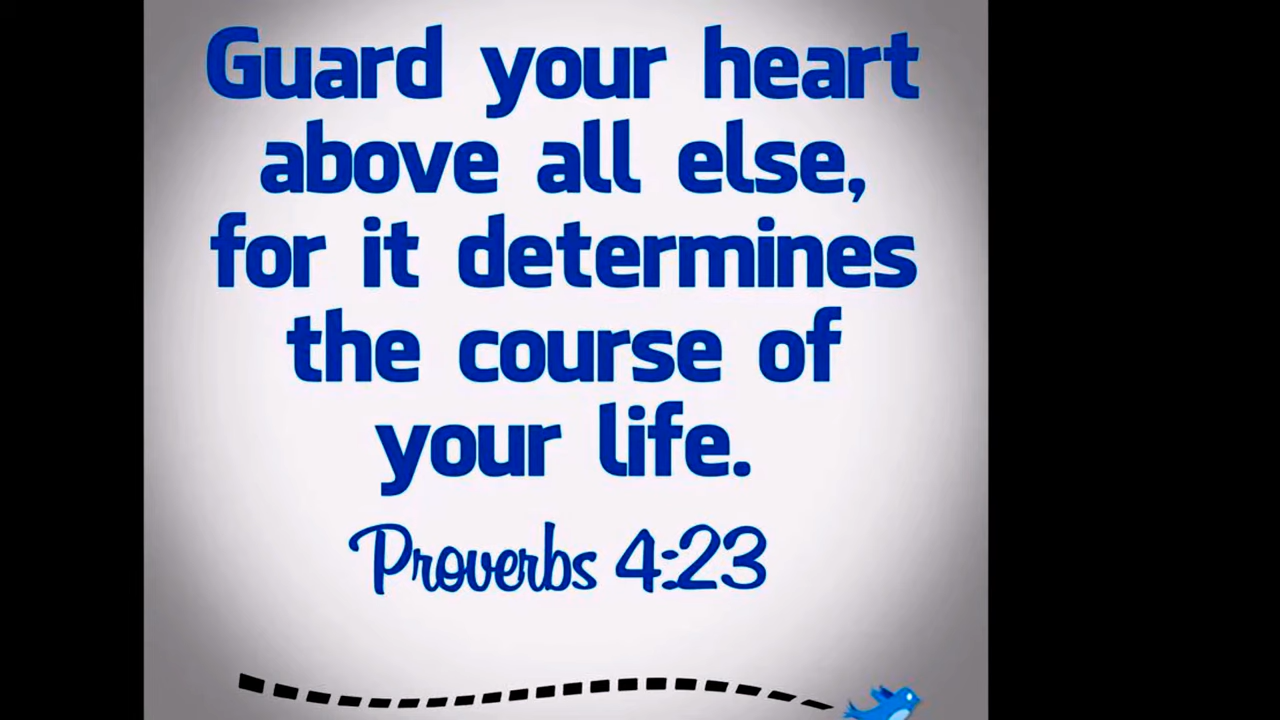 Guard your heart
above all else,
for it determines
the course of
your life.
Proverbs 4:23